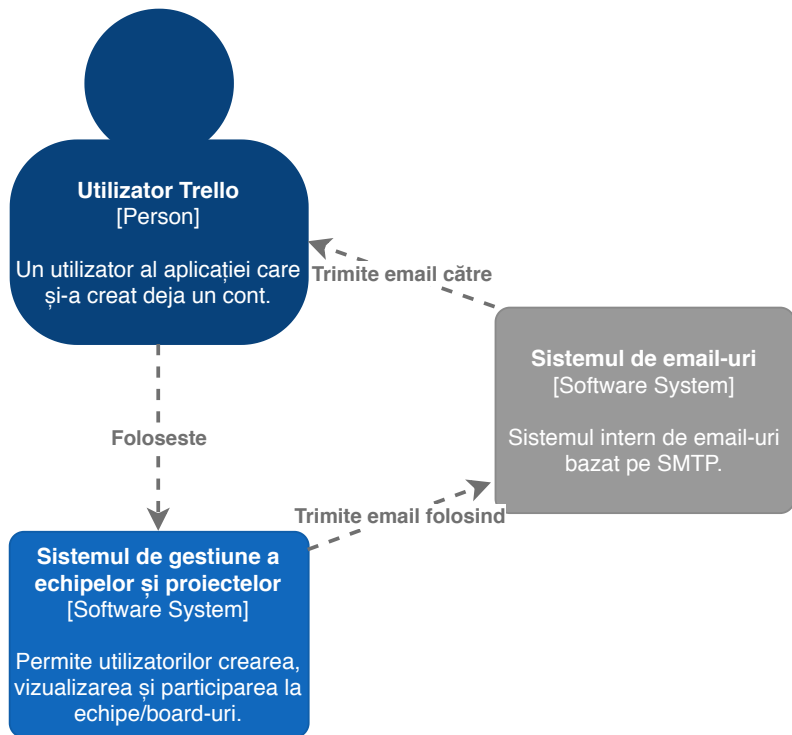 Utilizator Trello
[Person]
Un utilizator al aplicației care
și-a creat deja un cont.
Trimite email către
Sistemul de email-uri
[Software System]
Sistemul intern de email-uri
bazat pe SMTP.
Foloseste
Trimite email folosind
Sistemul de gestiune a
echipelor și proiectelor
[Software System]
Permite utilizatorilor crearea,
vizualizarea și participarea la
echipe/board-uri.